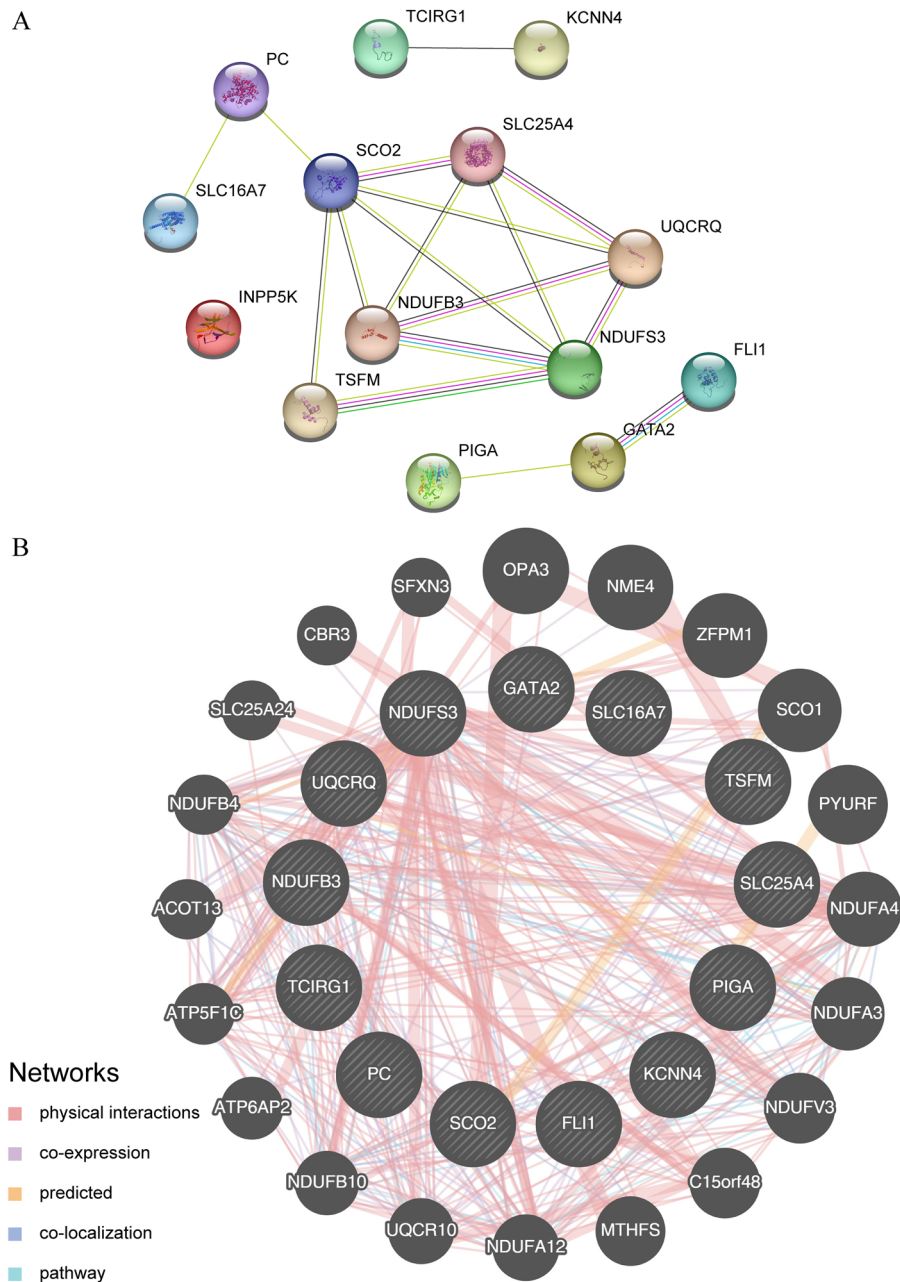 A
TCIRG1
KCNN4
PC
SLC25A4
SCO2
SLC16A7
UQCRQ
INPP5K
NDUFB3
NDUFS3
FLI1
TSFM
GATA2
PIGA
B
OPA3
NME4
SFXN3
ZFPM1
CBR3
GATA2
SLC25A24
NDUFS3
SLC16A7
SCO1
UQCRQ
TSFM
NDUFB4
PYURF
NDUFB3
SLC25A4
ACOT13
NDUFA4
TCIRG1
PIGA
ATP5F1C
NDUFA3
PC
KCNN4
ATP6AP2
SCO2
FLI1
NDUFV3
NDUFB10
C15orf48
UQCR10
NDUFA12
MTHFS
Networks
physical interactions
co-expression
predicted
co-localization
pathway